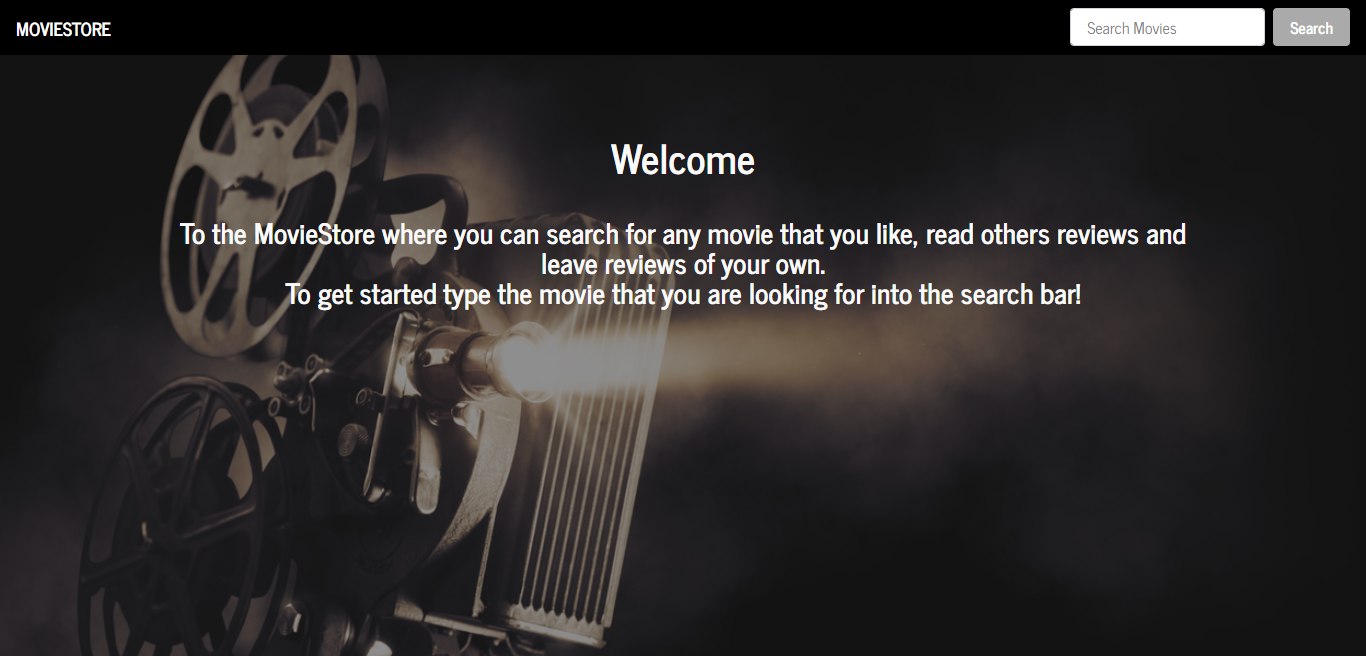 MOVIESTORE
Search Movies
Search
Welcome
To the MovieStore where you can search for any movie that you like, read others reviews and
leave reviews of your own.
To get started type the movie that you are looking for into the search bar!